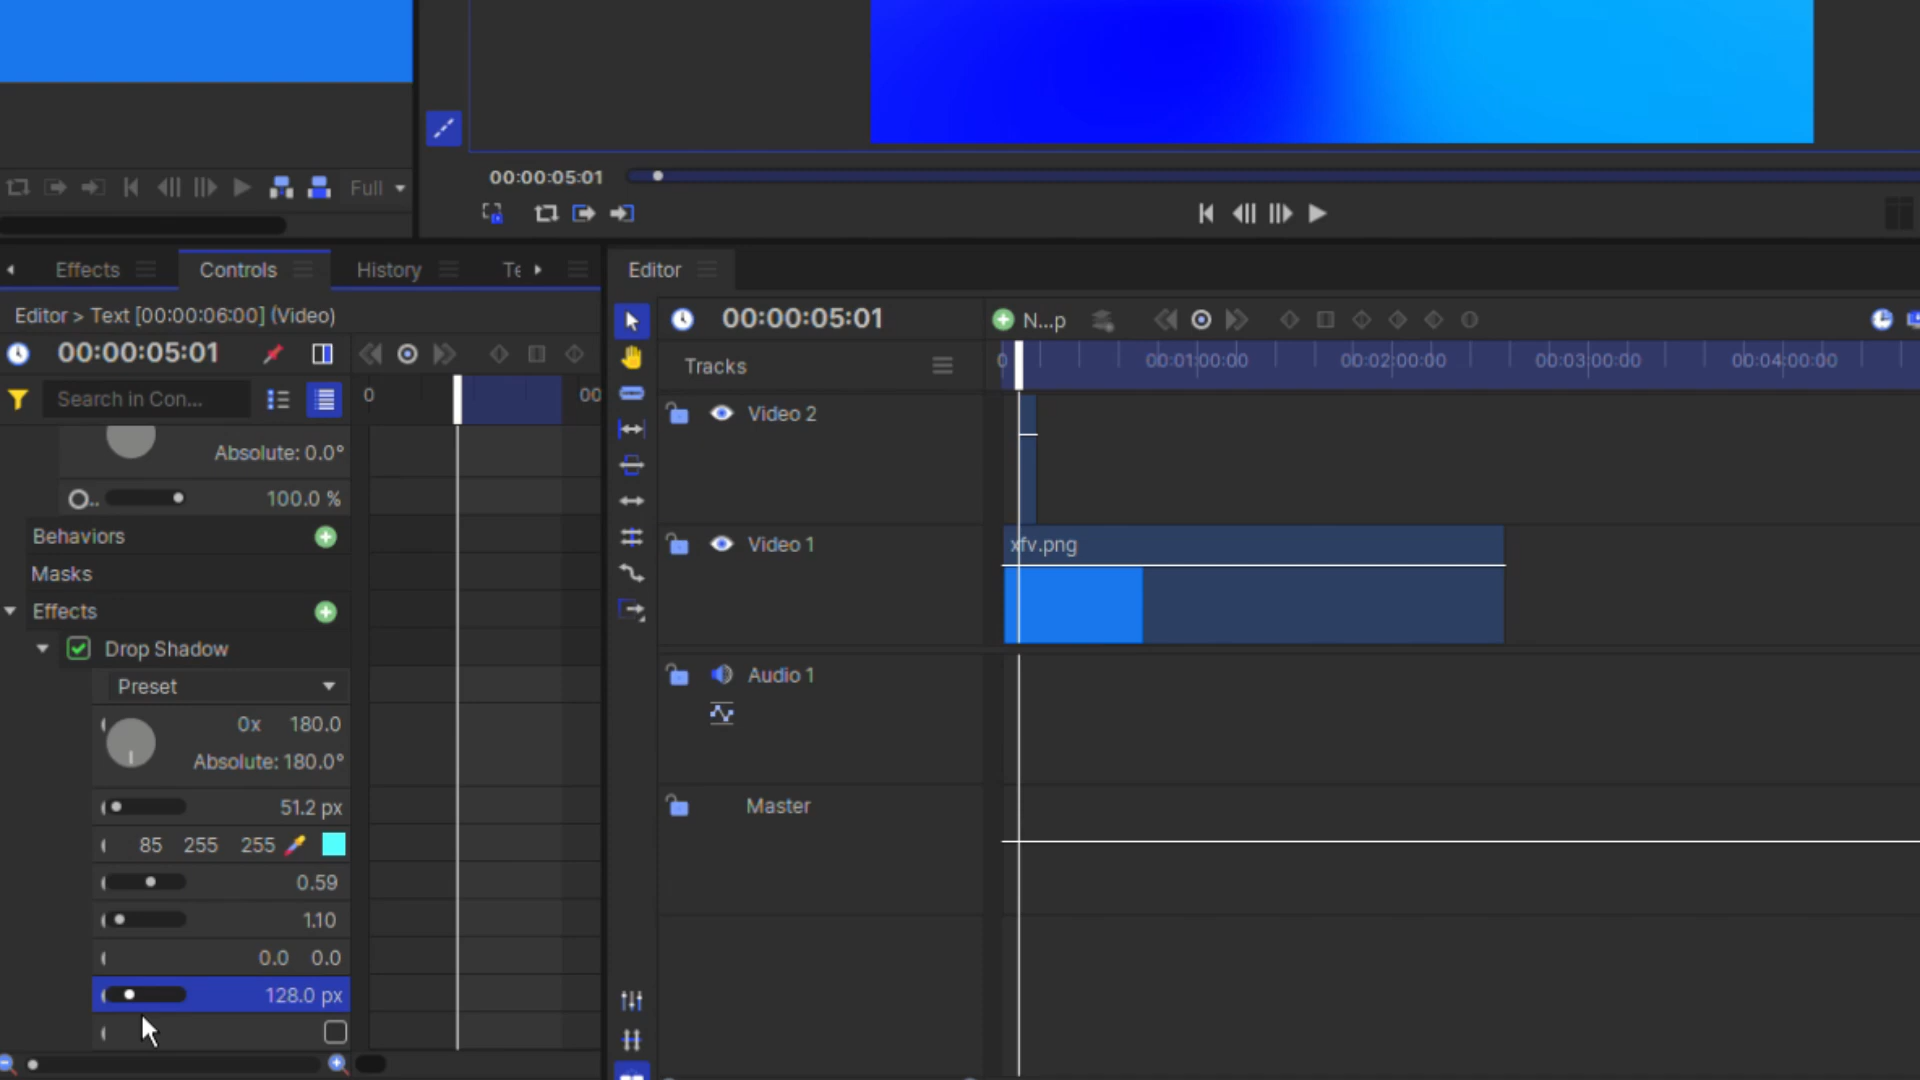 Full
00:00:05:01
Effects
Controls
History
Te
Editor
Editor > Text [00:00:06:00] (Video)
00:00:05:01
00:00:05:01
N...p
Tracks
0
00:01:00:00
00:02:00:00
00:03:00:00
00:04:00:00
Search in Con...
0
00
Absolute: 0.0°
O..
100.0 %
Behaviors
Masks
Effects
Drop Shadow
Preset
0x 180.0
Absolute: 180.0°
51.2 px
85 255 255
0.59
1.10
0.0 0.0
128.0 px
Video 2
Video 1
xfv.png
Audio 1
Master